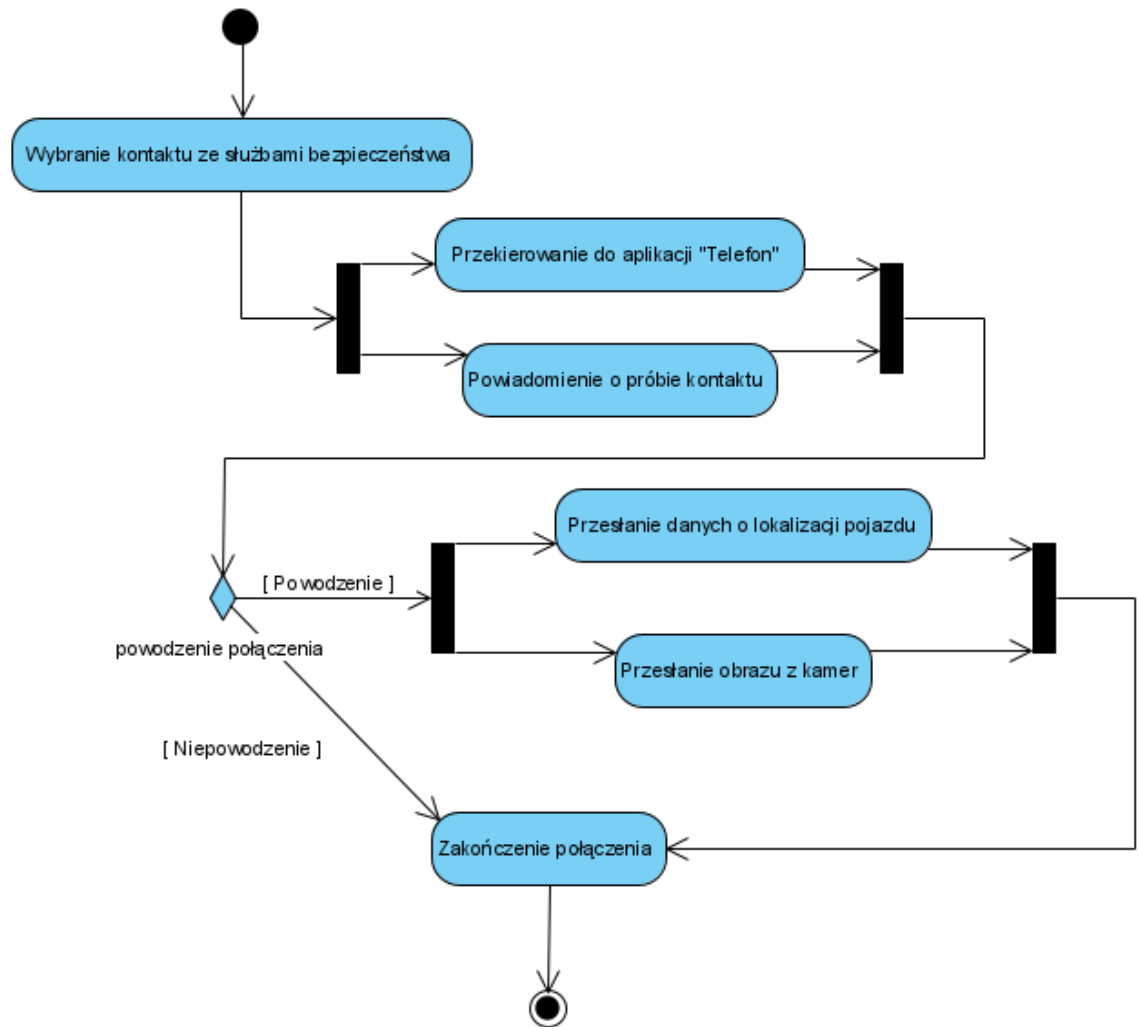 Wybranie kontaktu ze służbami bezpieczeństwa
Przekierowanie do aplikacji "Telefon"
Powiadomienie o próbie kontaktu
Przesłanie danych o lokalizacji pojazdu
[ Powodzenie ]
powodzenie połączenia
Przesłanie obrazu z kamer
[ Niepowodzenie ]
Zakończenie połączenia